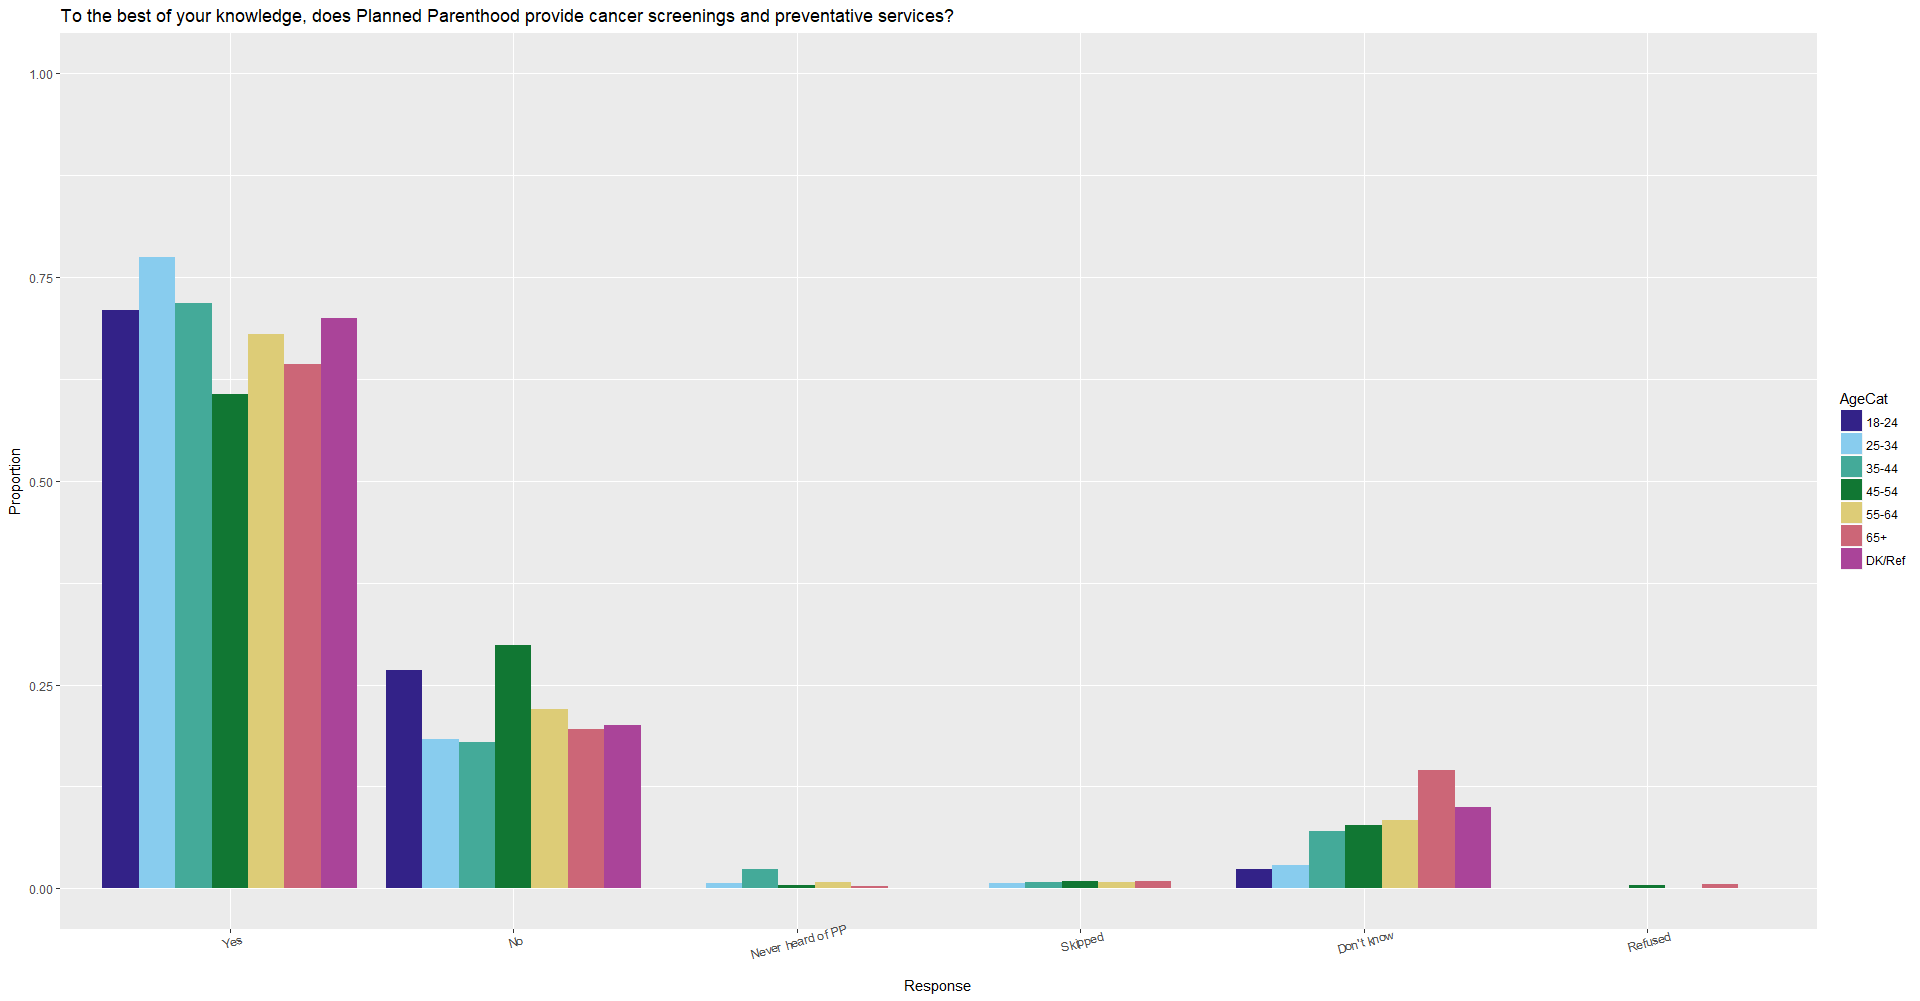 To the best of your knowledge, does Planned Parenthood provide cancer screenings and preventative services?
1.00
0.75
0.50
0.25
0.00
Proportion
Yes
No
Never heard of PP
Skipped
Don't know
Refused
Response
AgeCat
18-24
25-34
35-44
45-54
55-64
65+
DK/Ref